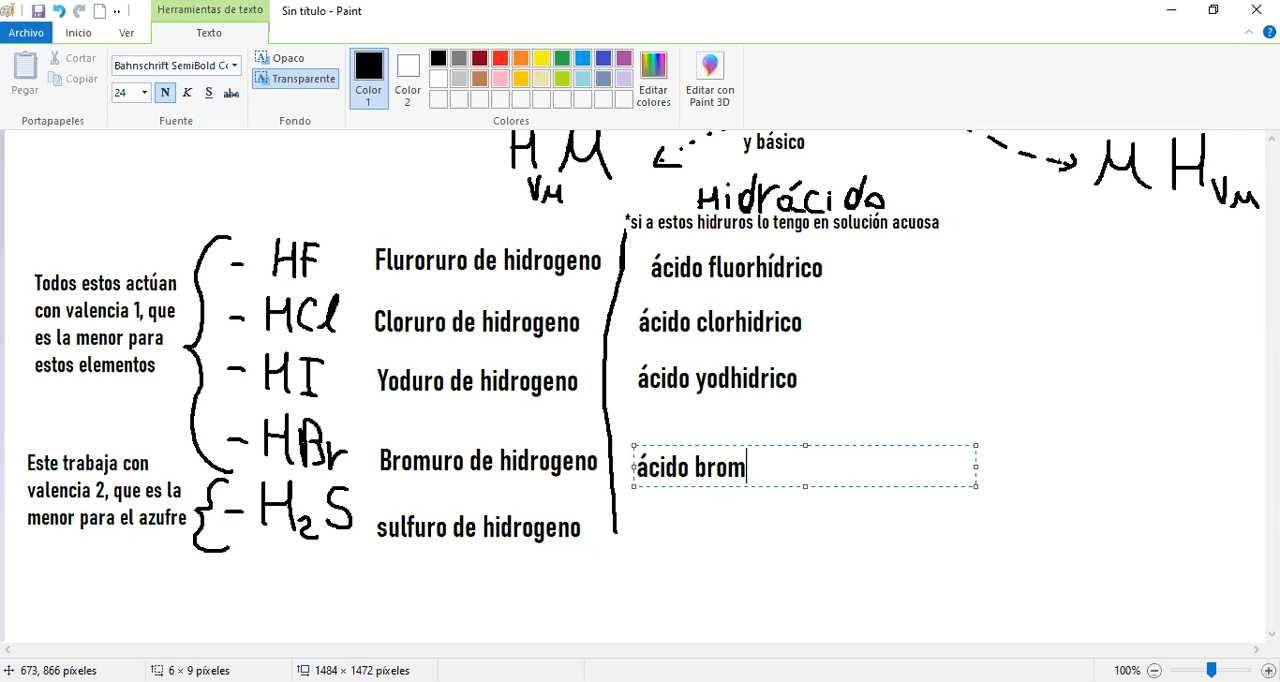 Herramientas de texto
Sin título - Paint
Archivo
Inicio
Ver
Texto
Pegar
Cortar
Copiar
Portapapeles
Bahnschrift SemiBold Cc
24
N K S abc
Fuente
Opaco
Transparente
Fondo
Color
1
Color
2
Colores
Editar
colores
Editar con
Paint 3D
H M
VM
y básico
M H
VM
Hidrácido
*si a estos hidruros lo tengo en solución acuosa
Todos estos actúan
con valencia 1, que
es la menor para
estos elementos
- HF Fluroruro de hidrogeno ácido fluorhídrico
- HCl Cloruro de hidrogeno ácido clorhidrico
- HI Yoduro de hidrogeno ácido yodhidrico
- HBr Bromuro de hidrogeno ácido brom
Este trabaja con
valencia 2, que es la
menor para el azufre
- H2S sulfuro de hidrogeno
673, 866 píxeles
6 × 9 píxeles
1484 × 1472 píxeles
100%